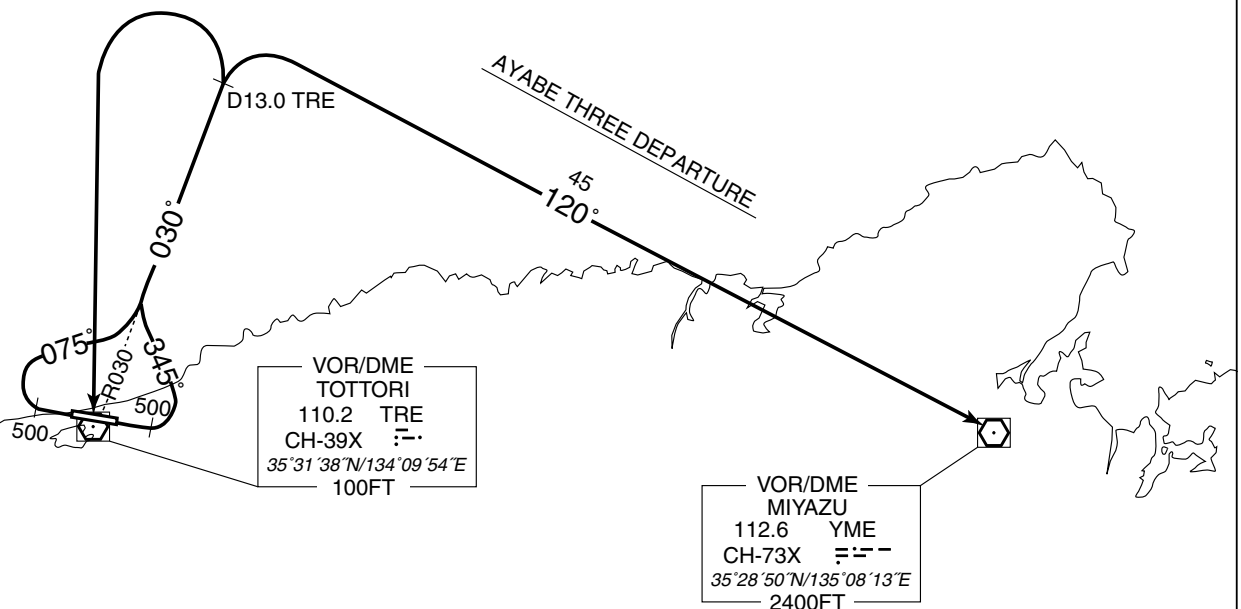 D13.0 TRE
AYABE THREE DEPARTURE
45
120°
030°
075°
345°
R030
500
500
VOR/DME
TOTTORI
110.2 TRE
CH-39X
35°31´38˝N/134°09´54˝E
100FT
VOR/DME
MIYAZU
112.6 YME
CH-73X
35°28´50˝N/135°08´13˝E
2400FT